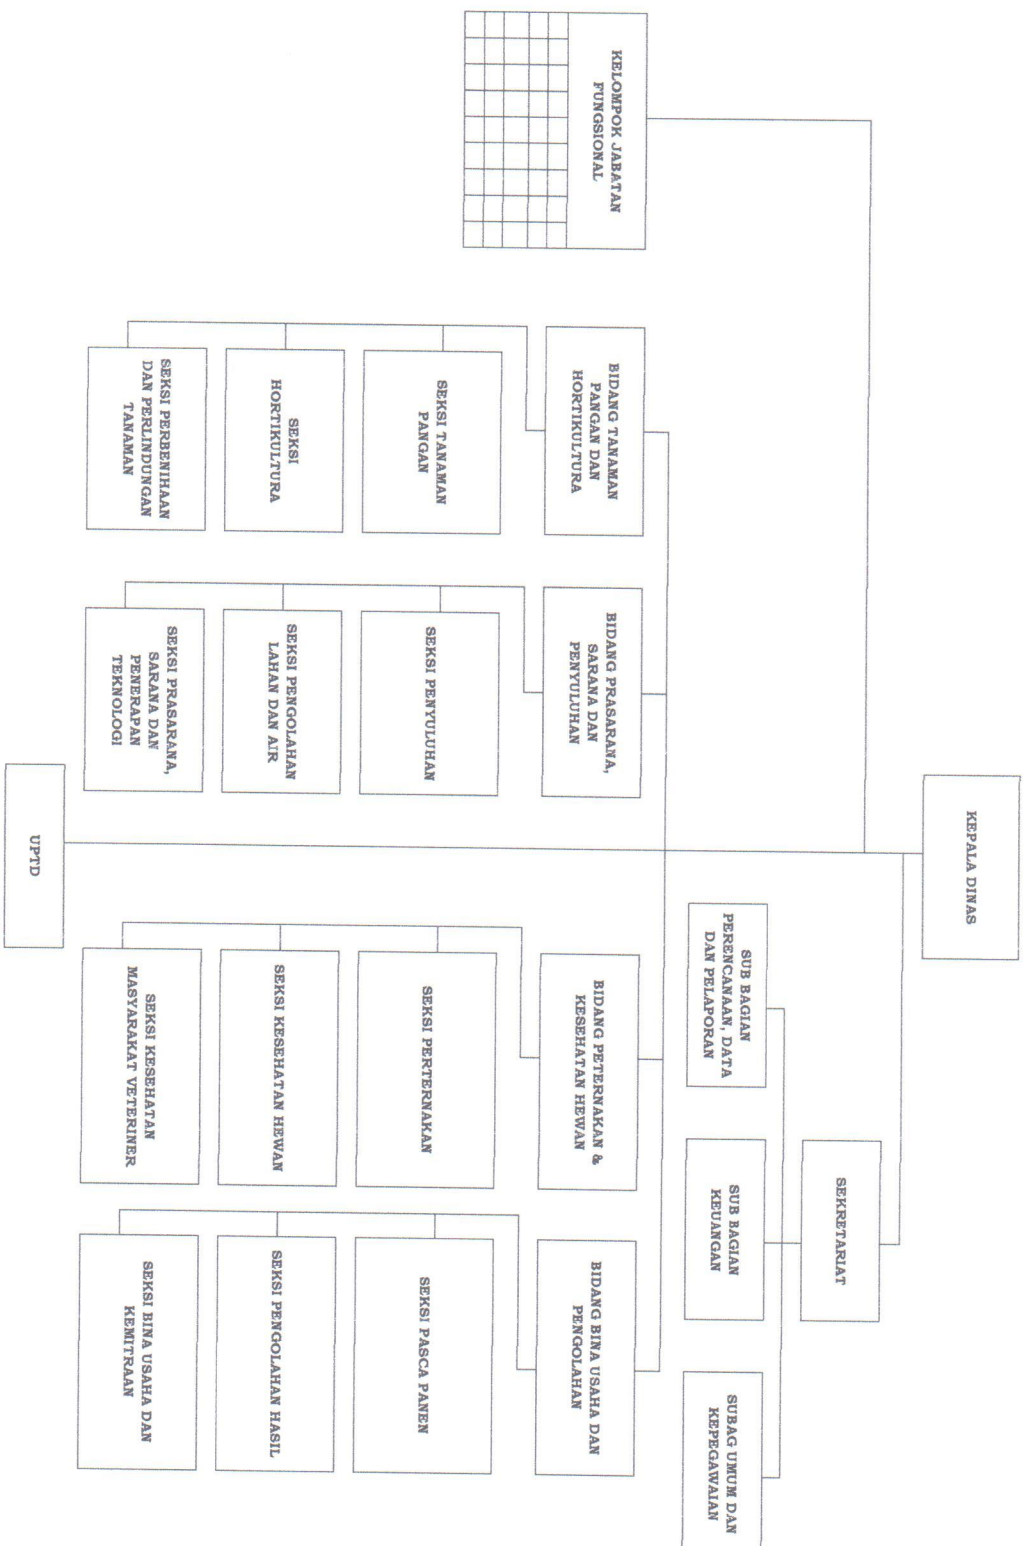 KEPALA DINAS
SEKRETARIAT
SUB BAGIAN
PERENCANAAN, DATA
DAN PELAPORAN
SUB BAGIAN
KEUANGAN
SUBAG UMUM DAN
KEPEGAWAIAN
KELOMPOK JABATAN
FUNGSIONAL
BIDANG TANAMAN
PANGAN DAN
HORTIKULTURA
BIDANG PRASARANA,
SARANA DAN
PENYULUHAN
BIDANG PETERNAKAN &
KESEHATAN HEWAN
BIDANG BINA USAHA DAN
PENGOLAHAN
SEKSI TANAMAN
PANGAN
SEKSI PENYULUHAN
SEKSI PERTERNAKAN
SEKSI PASCA PANEN
SEKSI
HORTIKULTURA
SEKSI PENGOLAHAN
LAHAN DAN AIR
SEKSI KESEHATAN HEWAN
SEKSI PENGOLAHAN HASIL
SEKSI PERBENIHAAN
DAN PERLINDUNGAN
TANAMAN
SEKSI PRASARANA,
SARANA DAN
PENERAPAN
TEKNOLOGI
SEKSI KESEHATAN
MASYARAKAT VETERINER
SEKSI BINA USAHA DAN
KEMITRAAN
UPTD